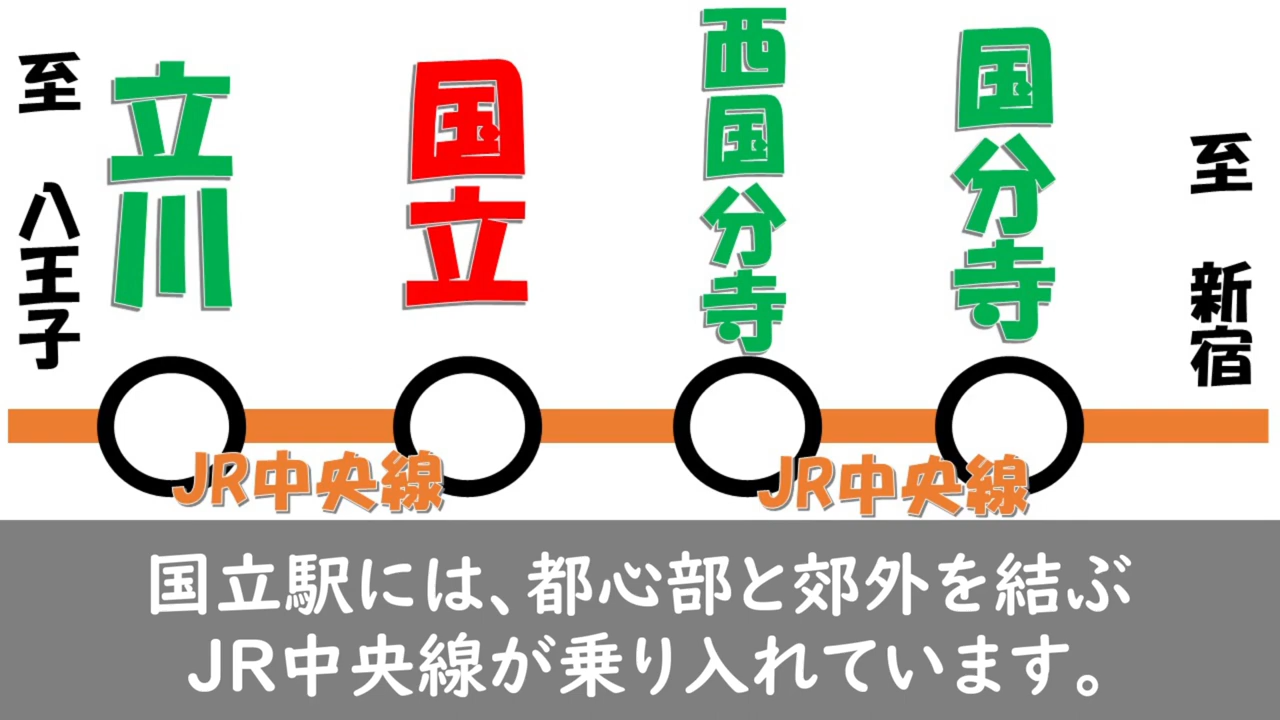 至 八王子
立川
国立
西国分寺
国分寺
至 新宿
JR中央線
JR中央線
国立駅には、都心部と郊外を結ぶ
JR中央線が乗り入れています。